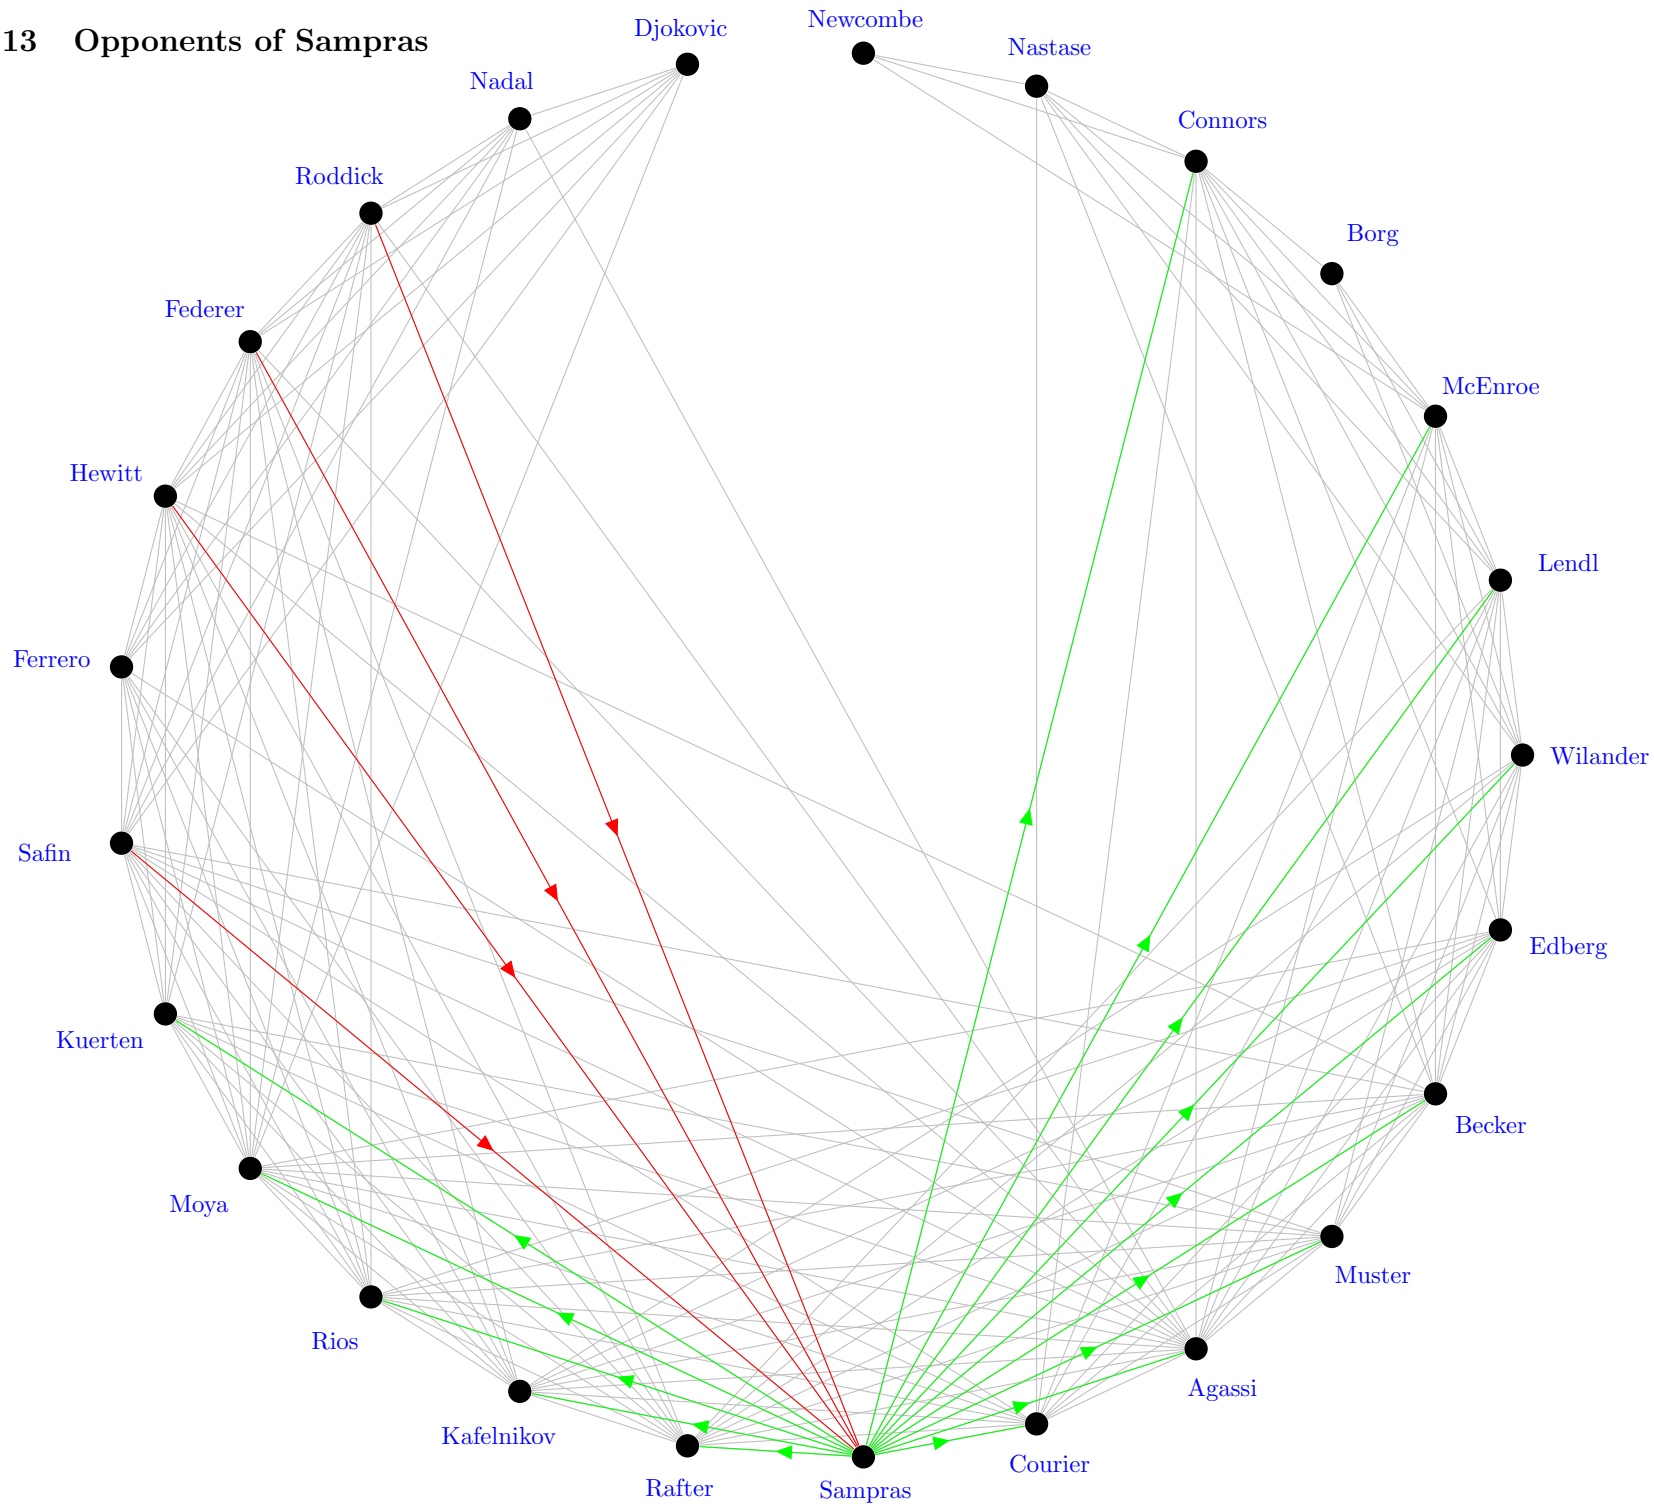 13 Opponents of Sampras
Newcombe
Djokovic
Nastase
Nadal
Connors
Roddick
Borg
Federer
McEnroe
Hewitt
Lendl
Ferrero
Wilander
Safin
Edberg
Kuerten
Becker
Moya
Muster
Rios
Agassi
Kafelnikov
Courier
Rafter
Sampras